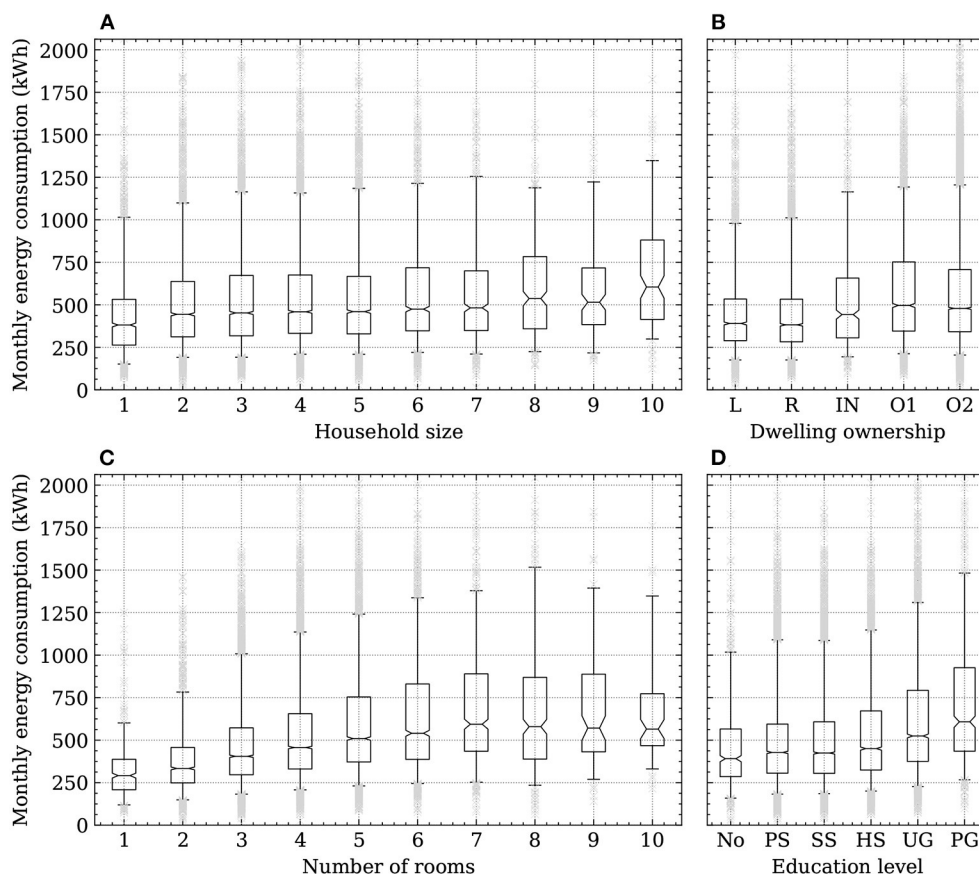 A
B
Monthly energy consumption (kWh)
2000
1750
1500
1250
1000
750
500
250
0
1 2 3 4 5 6 7 8 9 10
Household size
L R IN O1 O2
Dwelling ownership
C
D
Monthly energy consumption (kWh)
2000
1750
1500
1250
1000
750
500
250
0
1 2 3 4 5 6 7 8 9 10
Number of rooms
No PS SS HS UG PG
Education level